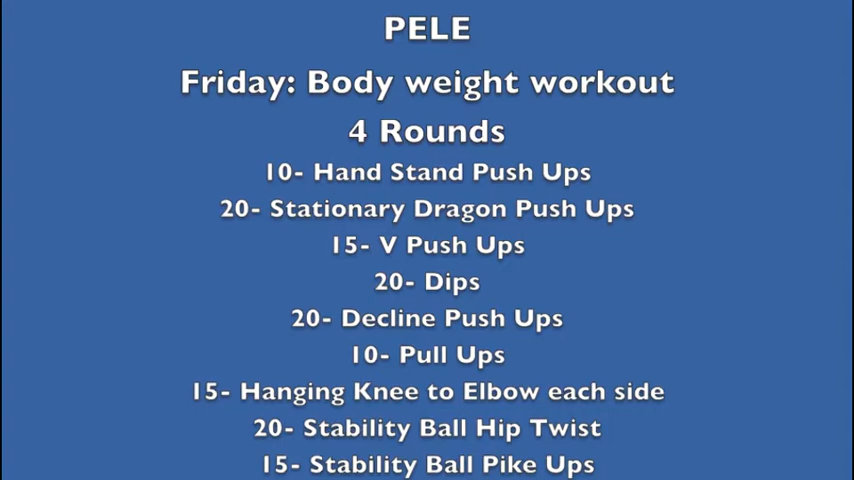 PELE
Friday: Body weight workout
4 Rounds
10- Hand Stand Push Ups
20- Stationary Dragon Push Ups
15- V Push Ups
20- Dips
20- Decline Push Ups
10- Pull Ups
15- Hanging Knee to Elbow each side
20- Stability Ball Hip Twist
15- Stability Ball Pike Ups